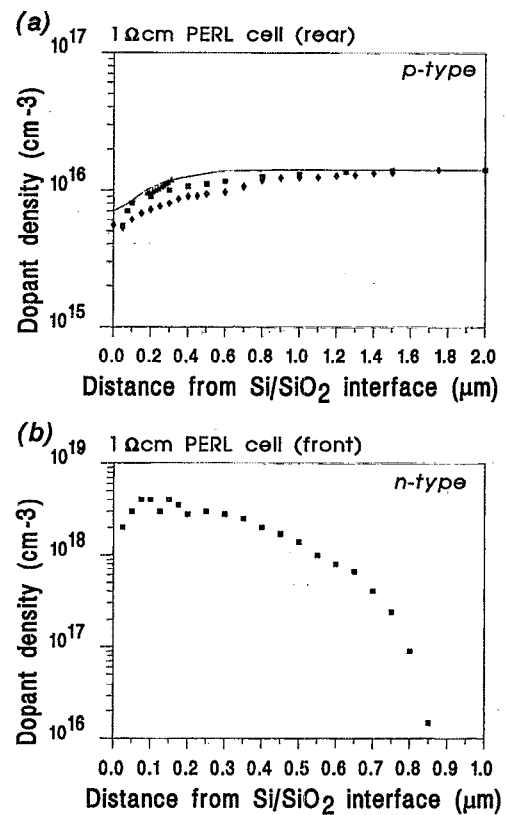 (a) 1 Ωcm PERL cell (rear)
10^17
p-type
10^16
10^15
Dopant density (cm-3)
0.0 0.2 0.4 0.6 0.8 1.0 1.2 1.4 1.6 1.8 2.0
Distance from Si/SiO2 interface (μm)
(b) 1 Ωcm PERL cell (front)
10^19
n-type
10^18
10^17
10^16
Dopant density (cm-3)
0.0 0.1 0.2 0.3 0.4 0.5 0.6 0.7 0.8 0.9 1.0
Distance from Si/SiO2 interface (μm)